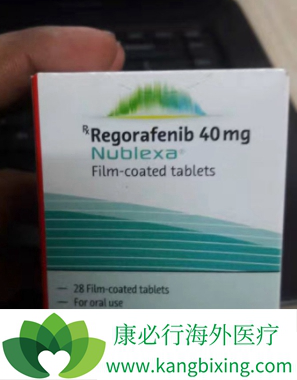 ℞Regorafenib 40 mg
Nublexa®
Film-coated tablets
— 28 Film-coated tablets
— For oral use
康必行海外医疗
www.kangbixing.com